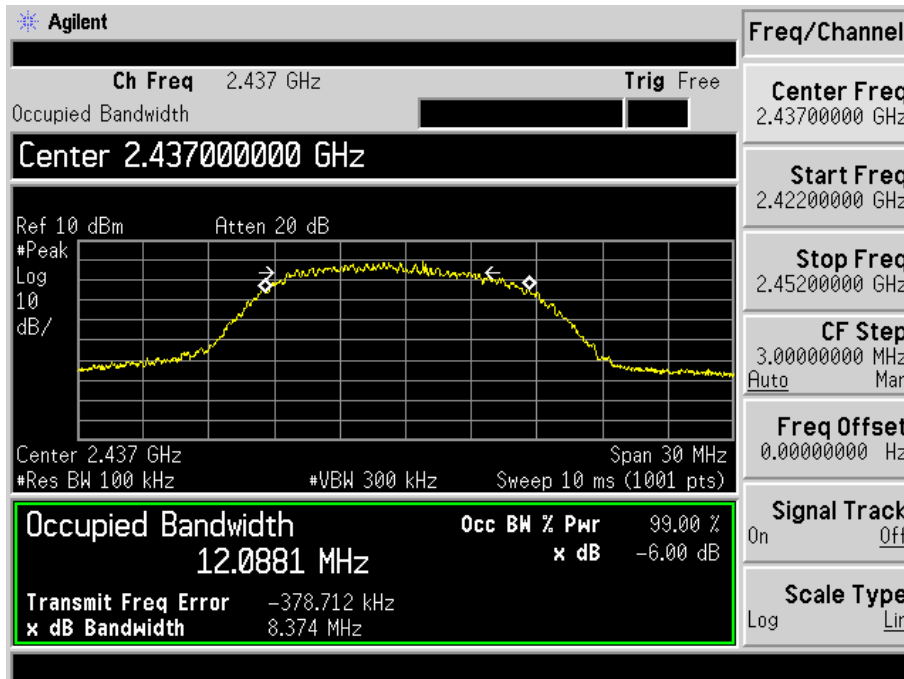 Agilent
Freq/Channel
Ch Freq 2.437 GHz Trig Free
Occupied Bandwidth
Center 2.437000000 GHz
Ref 10 dBm Atten 20 dB
#Peak
Log
10
dB/
Center 2.437 GHz Span 30 MHz
#Res BW 100 kHz #VBW 300 kHz Sweep 10 ms (1001 pts)
Occupied Bandwidth
12.0881 MHz
Occ BW % Pwr 99.00 %
x dB -6.00 dB
Transmit Freq Error -378.712 kHz
x dB Bandwidth 8.374 MHz
Center Freq
2.43700000 GHz
Start Freq
2.42200000 GHz
Stop Freq
2.45200000 GHz
CF Step
3.00000000 MHz
Auto Man
Freq Offset
0.00000000 Hz
Signal Track
On Off
Scale Type
Log Lin